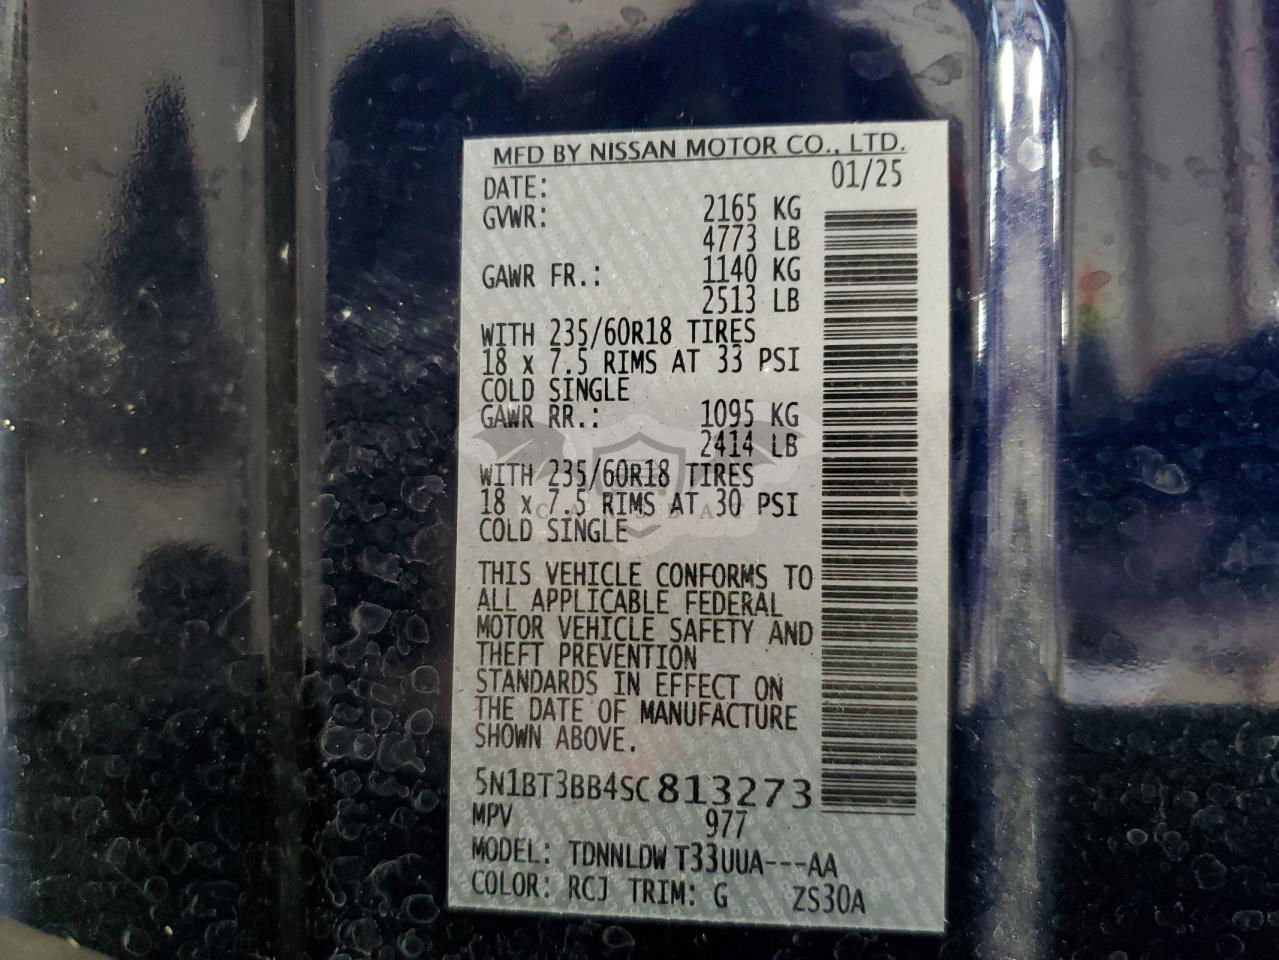 MFD BY NISSAN MOTOR CO., LTD.
DATE: 01/25
GVWR: 2165 KG
4773 LB
GAWR FR.: 1140 KG
2513 LB
WITH 235/60R18 TIRES
18 x 7.5 RIMS AT 33 PSI
COLD SINGLE
GAWR RR.: 1095 KG
2414 LB
WITH 235/60R18 TIRES
18 x 7.5 RIMS AT 30 PSI
COLD SINGLE
THIS VEHICLE CONFORMS TO
ALL APPLICABLE FEDERAL
MOTOR VEHICLE SAFETY AND
THEFT PREVENTION
STANDARDS IN EFFECT ON
THE DATE OF MANUFACTURE
SHOWN ABOVE.
5N1BT3BB4SC813273
MPV 977
MODEL: TDNNLDW T33UUA---AA
COLOR: RCJ TRIM: G ZS30A